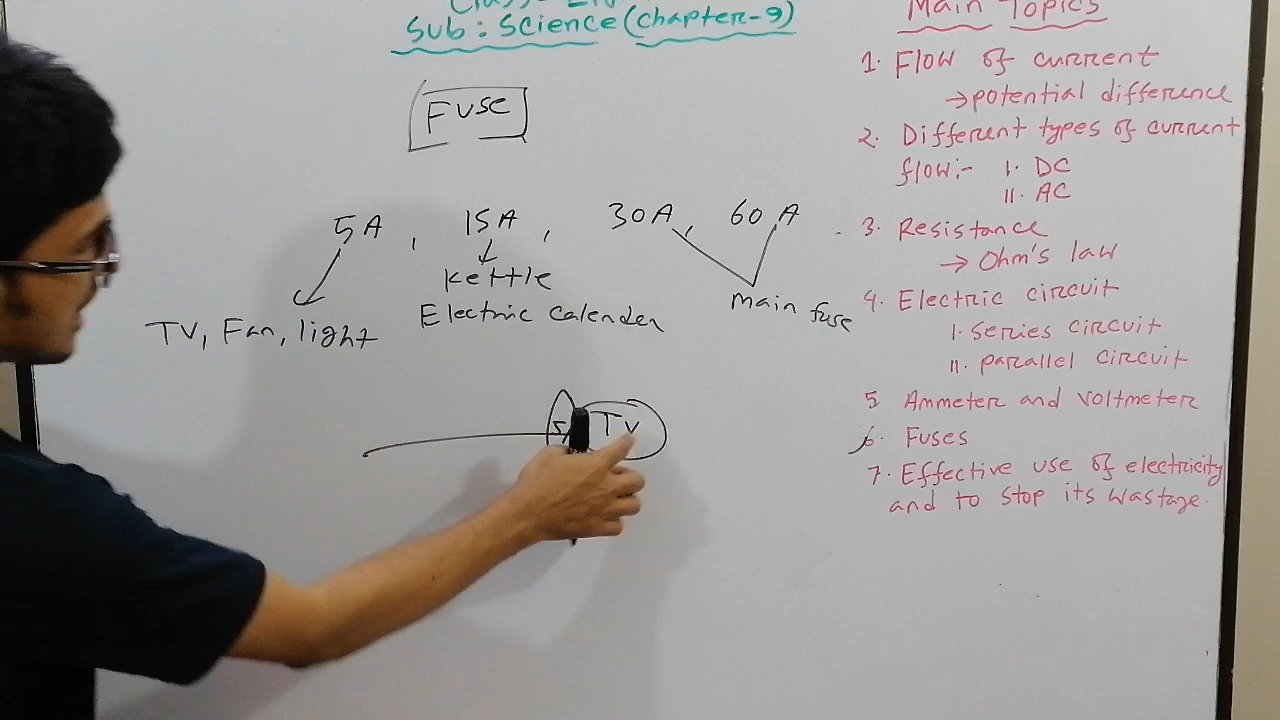 Sub: Science (chapter-9)
Fuse
5A, 15A, 30A, 60A
Kettle
Electric Calender
TV, Fan, light
Main fuse
5
TV
Main Topics
1. Flow of current
→ potential difference
2. Different types of current
flow:- I. DC
II. AC
3. Resistance
→ Ohm's law
4. Electric circuit
I. series circuit
II. parallel circuit
5 Ammeter and voltmeter
6. Fuses
7. Effective use of electricity
and to stop its wastage.